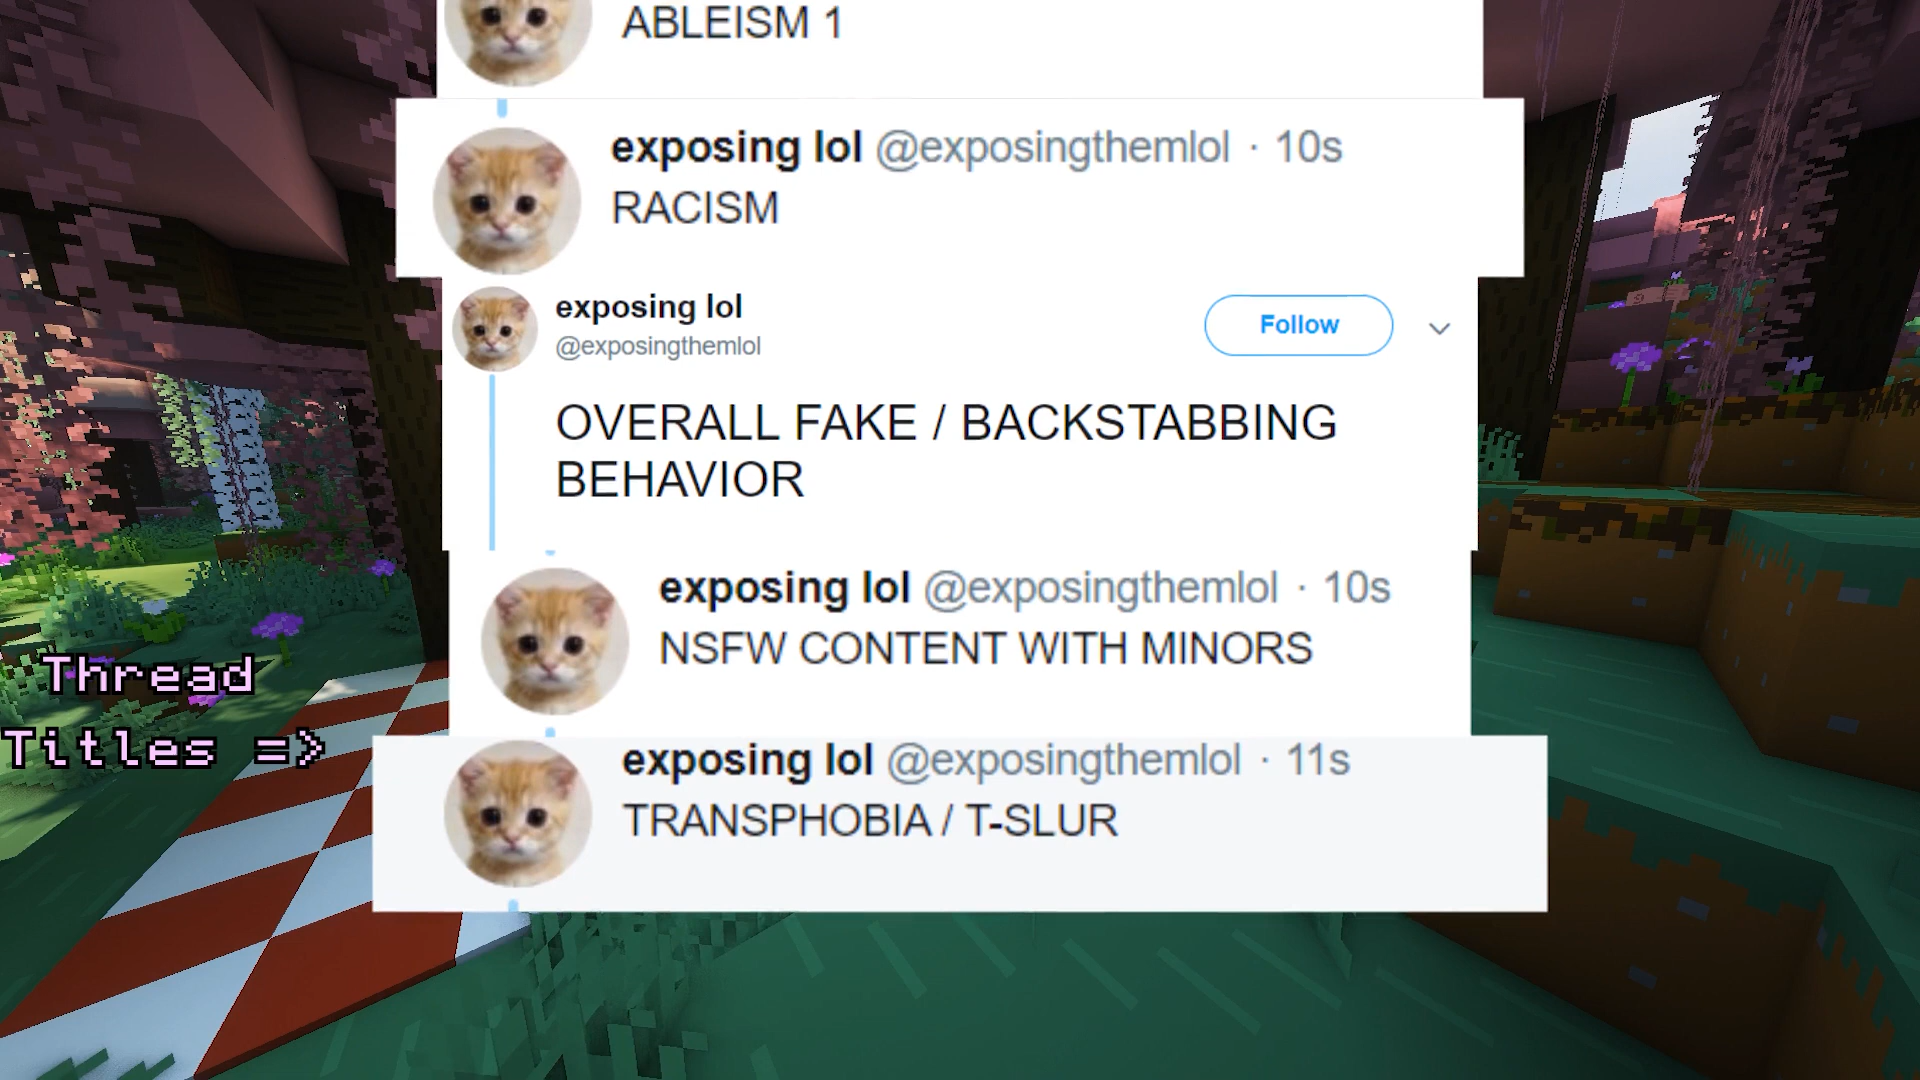 ABLEISM 1
exposing lol @exposingthemlol · 10s
RACISM
exposing lol
@exposingthemlol
Follow
OVERALL FAKE / BACKSTABBING
BEHAVIOR
exposing lol @exposingthemlol · 10s
NSFW CONTENT WITH MINORS
Thread
Titles =>
exposing lol @exposingthemlol · 11s
TRANSPHOBIA / T-SLUR